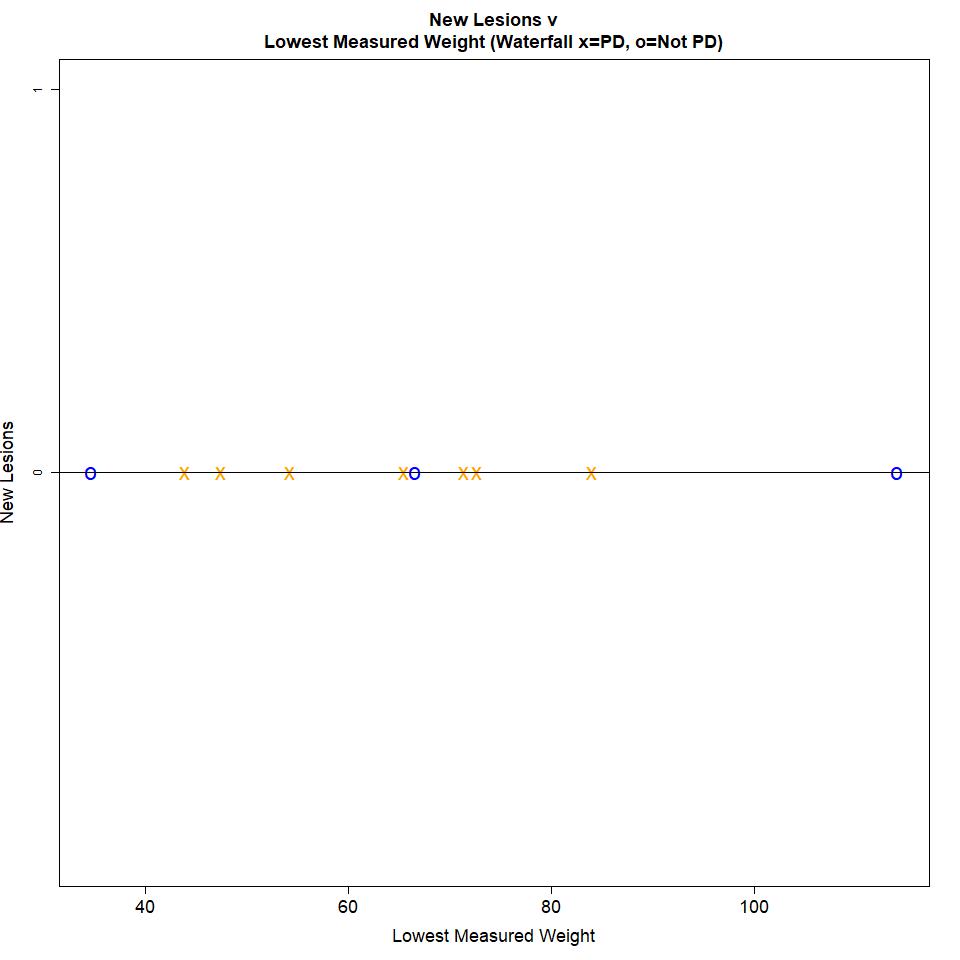 New Lesions v
Lowest Measured Weight (Waterfall x=PD, o=Not PD)
1
New Lesions
0
o x x x x o x x x o
40 60 80 100
Lowest Measured Weight